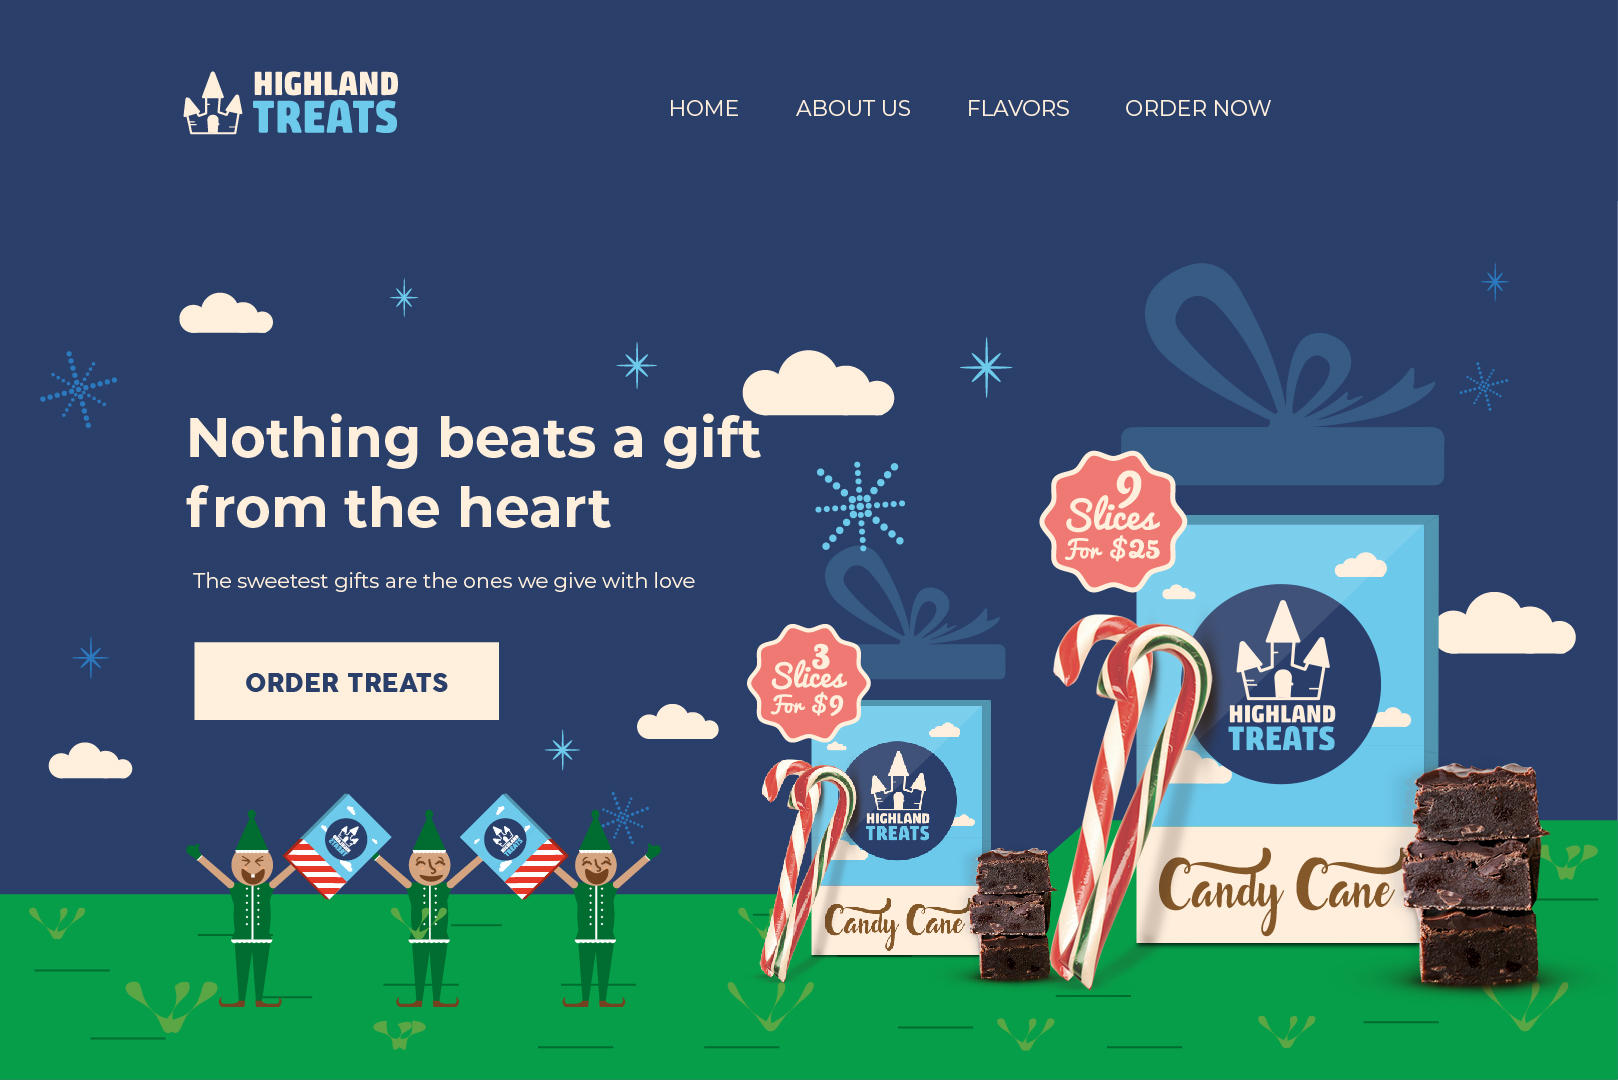 HIGHLAND
TREATS
HOME ABOUT US FLAVORS ORDER NOW
Nothing beats a gift
from the heart
The sweetest gifts are the ones we give with love
ORDER TREATS
3
Slices
For $9
HIGHLAND
TREATS
Candy Cane
9
Slices
For $25
HIGHLAND
TREATS
Candy Cane